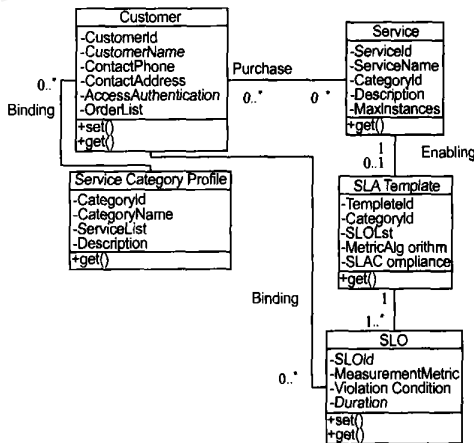 Customer
-CustomerId
-CustomerName
-ContactPhone
-ContactAddress
-AccessAuthentication
-OrderList
+set()
+get()
0..*
Binding
Purchase
0..*
0 *
Service
-ServiceId
-ServiceName
-CategoryId
-Description
-MaxInstances
+get()
1
0..1
Enabling
Service Category Profile
-CategoryId
-CategoryName
-ServiceList
-Description
+get()
SLA Template
-TempleteId
-CategoryId
-SLOLst
-MetricAlg orithm
-SLAC ompliance
+get()
1
1..*
Binding
0..*
SLO
-SLOId
-MeasurementMetric
-Violation Condition
-Duration
+set()
+get()